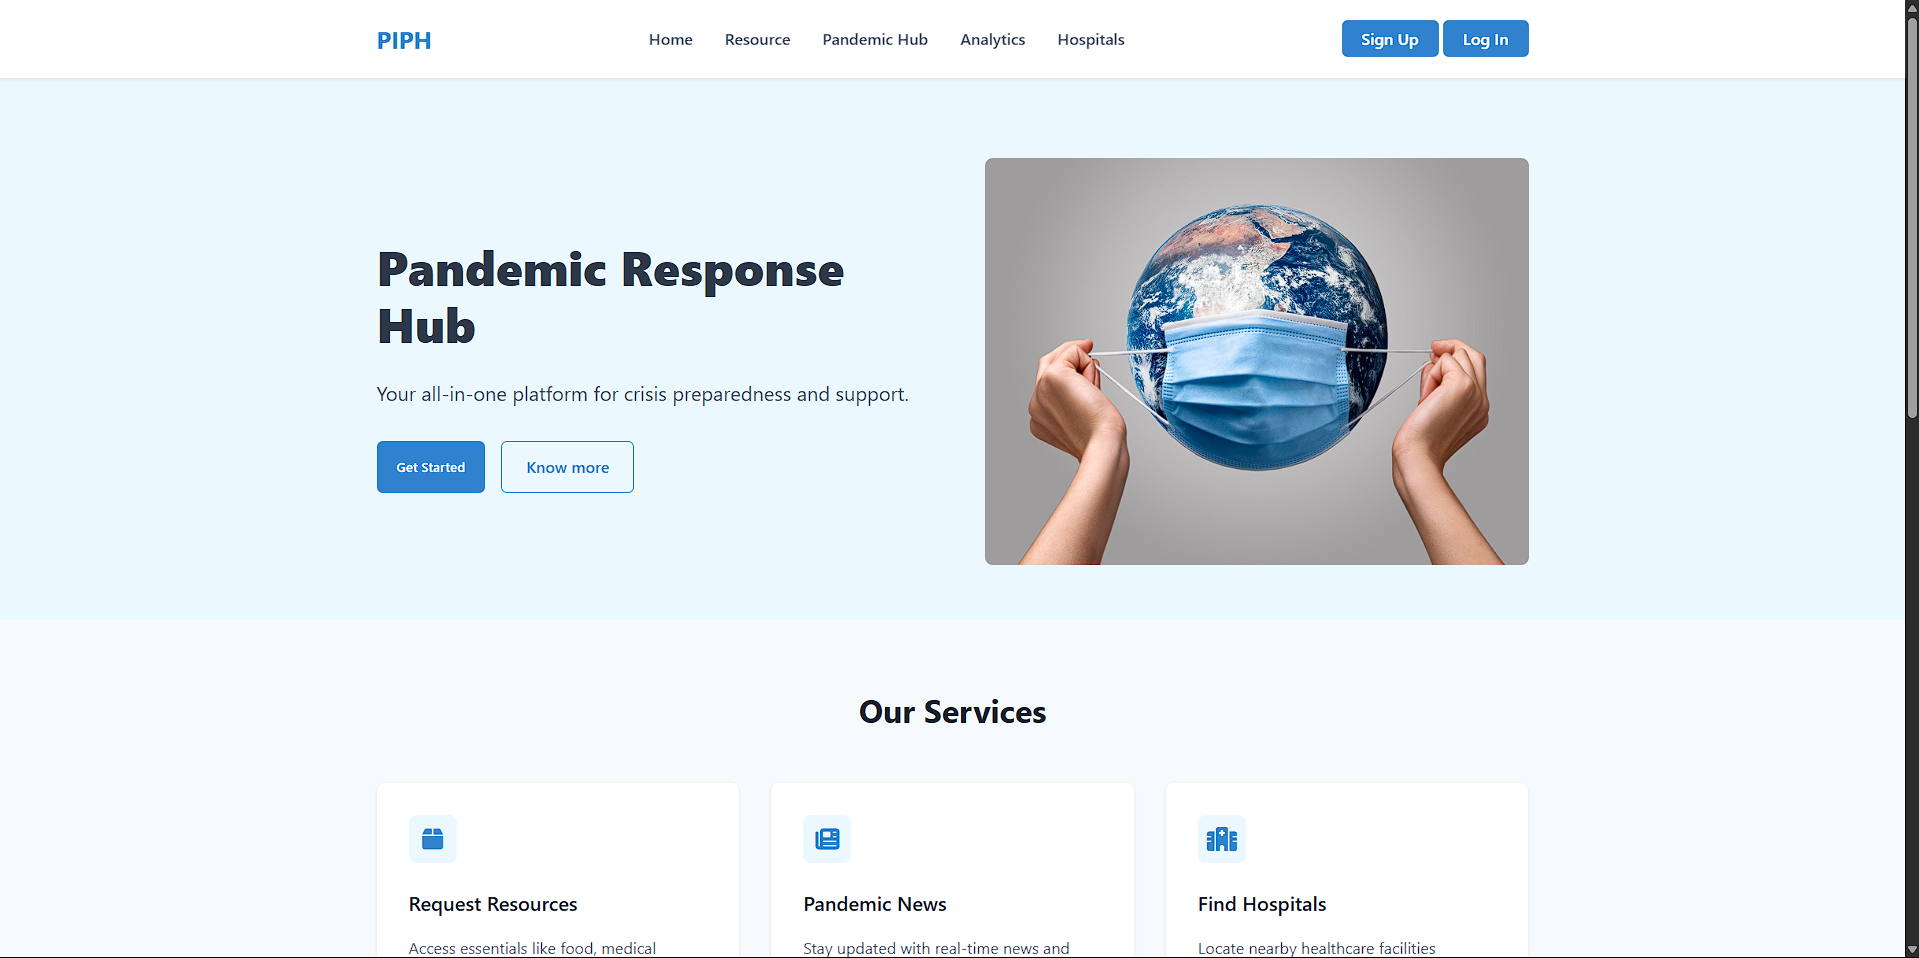 PIPH
Home Resource Pandemic Hub Analytics Hospitals
Sign Up Log In
Pandemic Response
Hub
Your all-in-one platform for crisis preparedness and support.
Get Started Know more
Our Services
Request Resources
Access essentials like food, medical
Pandemic News
Stay updated with real-time news and
Find Hospitals
Locate nearby healthcare facilities